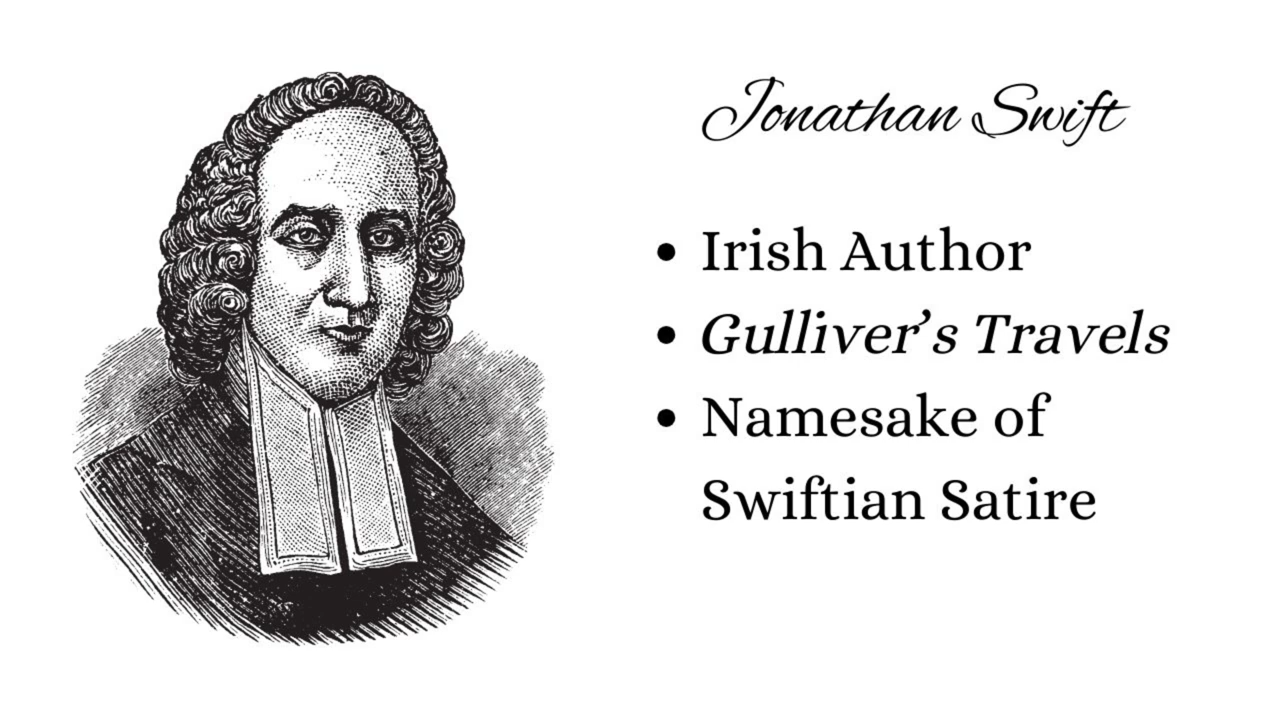 Jonathan Swift
• Irish Author
• Gulliver’s Travels
• Namesake of
Swiftian Satire